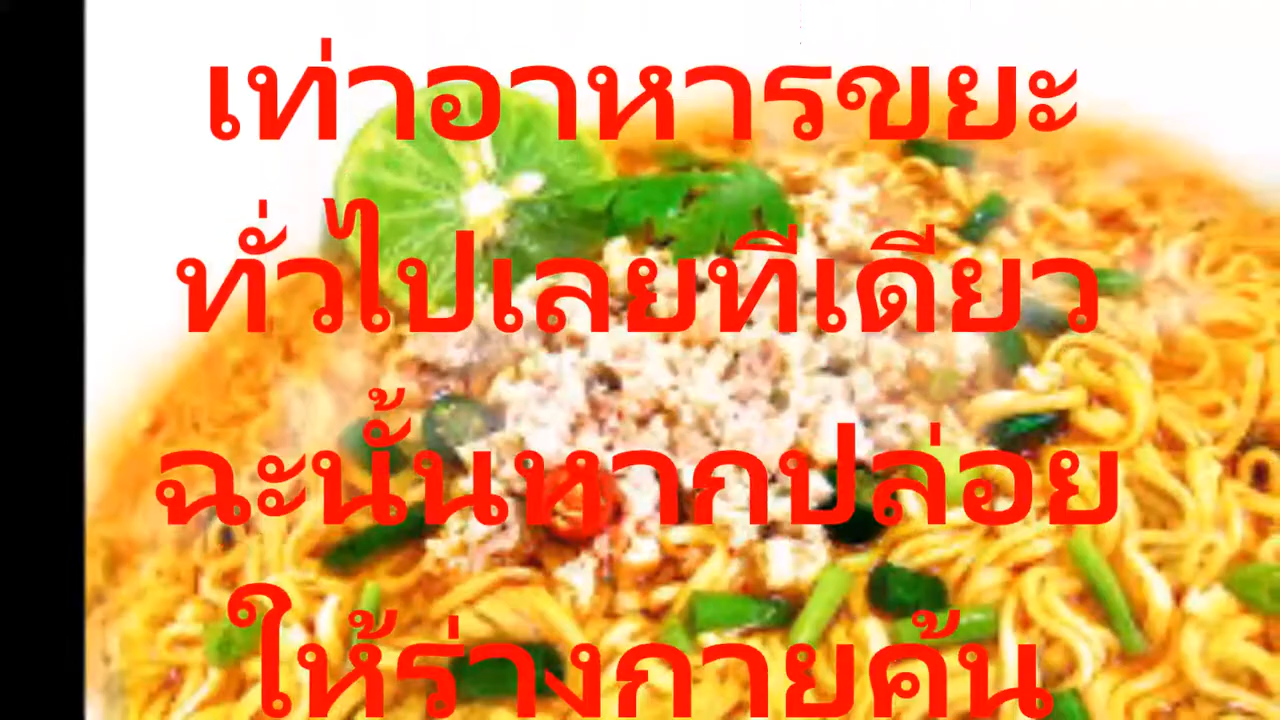 เท่าอาหารขยะ
ทั่วไปเลยทีเดียว
ฉะนั้นหากปล่อย
ให้ร่างกายค้น